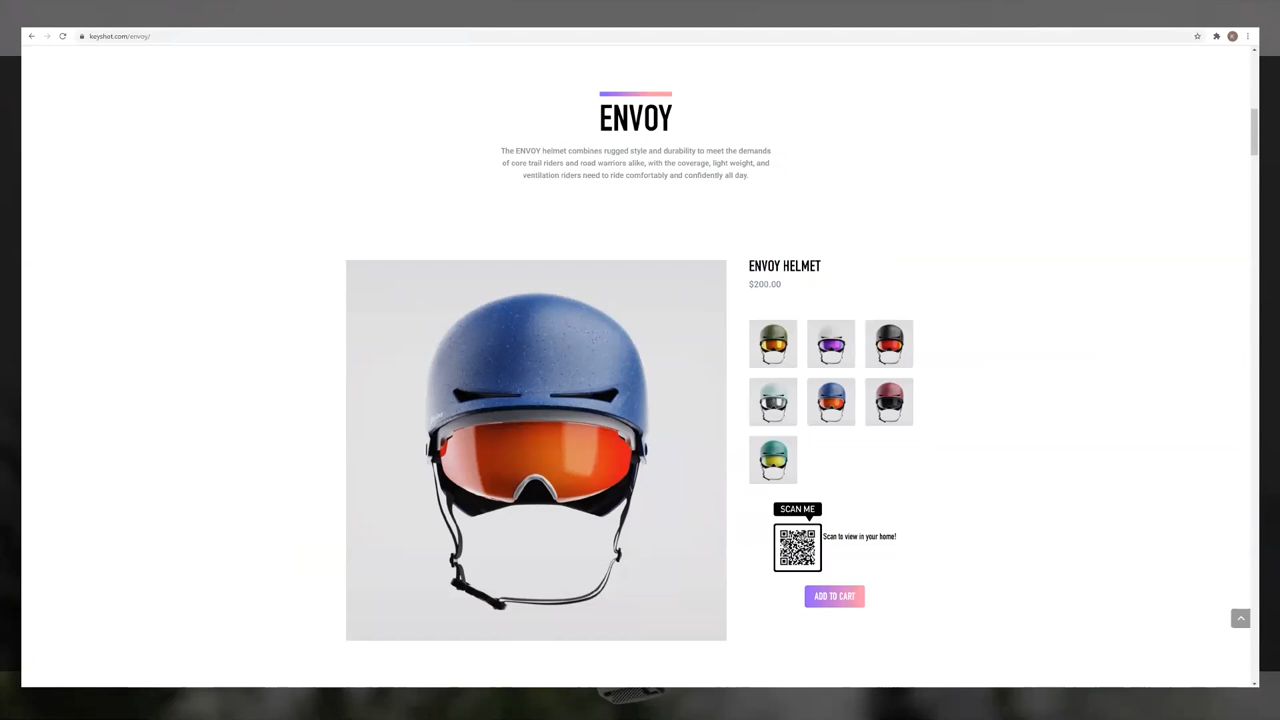 keyshot.com/envoy/
ENVOY
The ENVOY helmet combines rugged style and durability to meet the demands
of core trail riders and road warriors alike, with the coverage, light weight, and
ventilation riders need to ride comfortably and confidently all day.
ENVOY HELMET
$200.00
SCAN ME
Scan to view in your home!
ADD TO CART